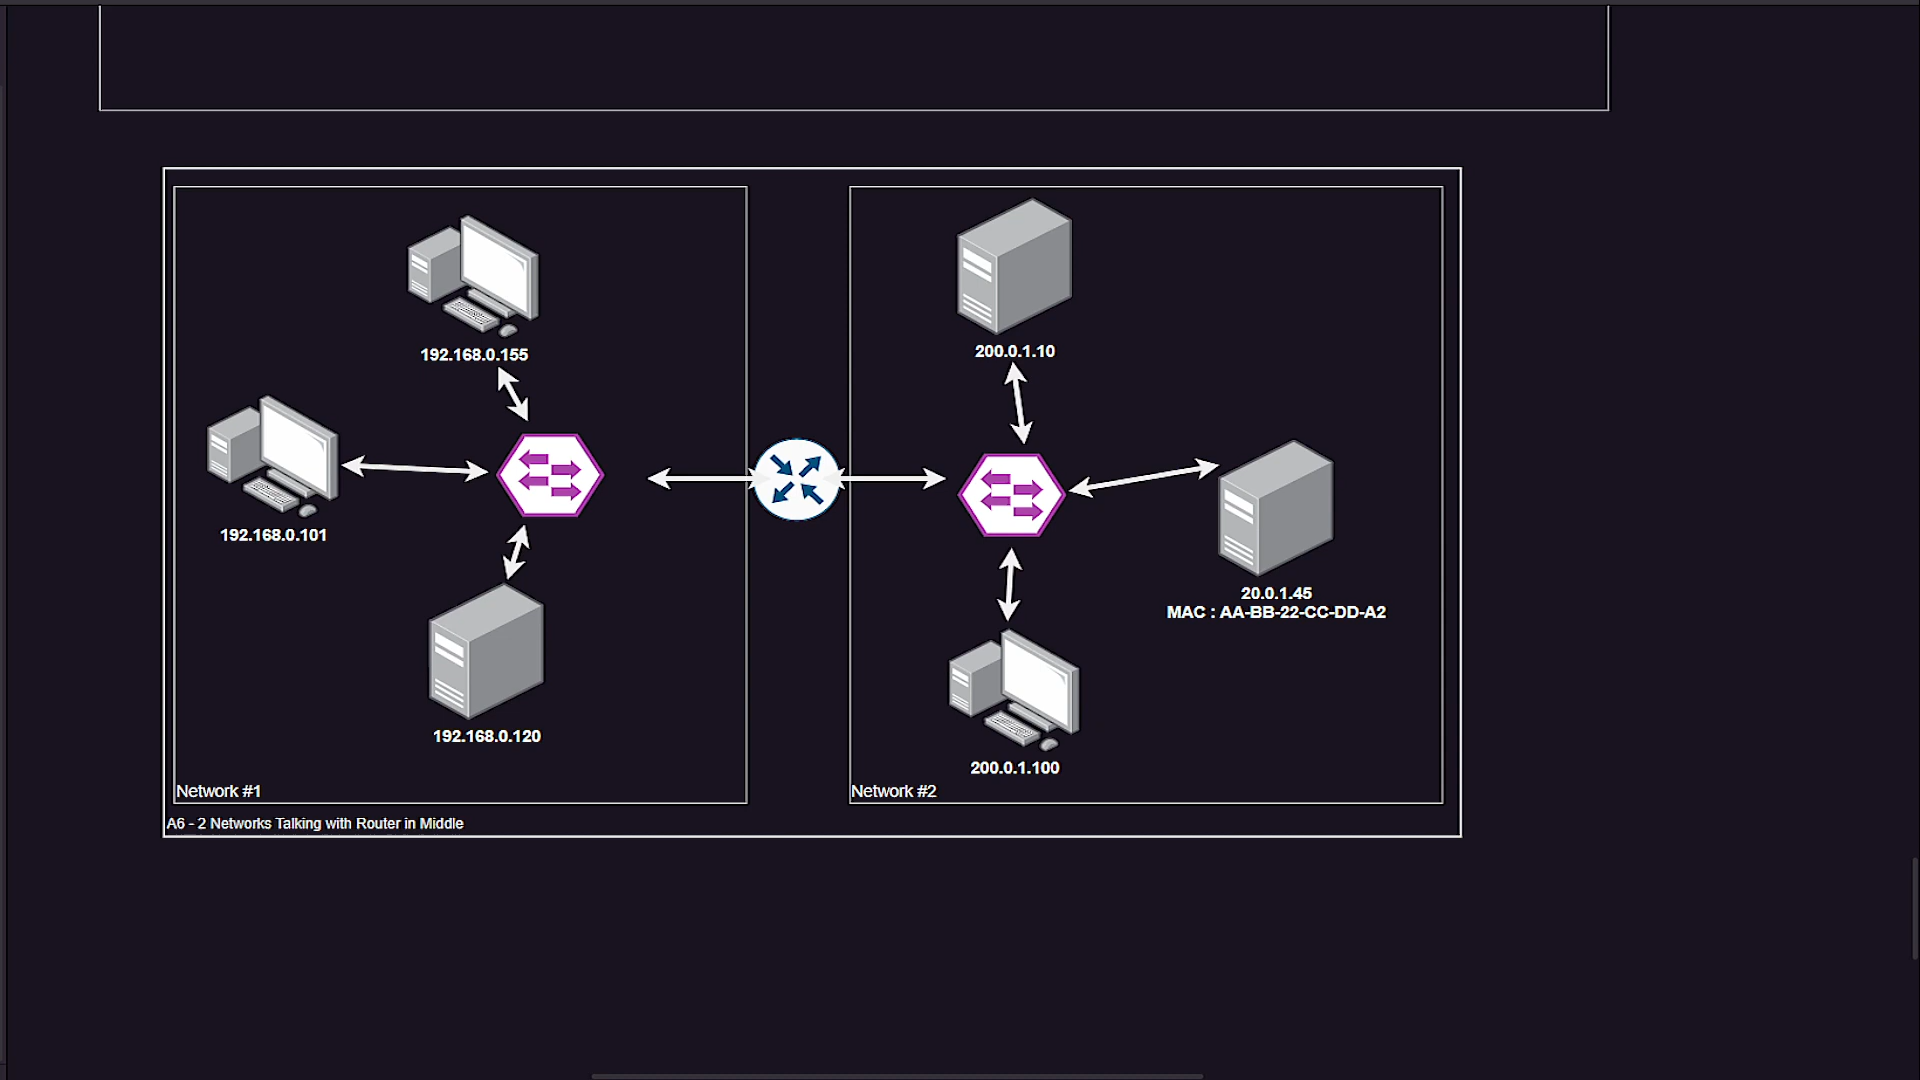 192.168.0.155
200.0.1.10
192.168.0.101
20.0.1.45
MAC : AA-BB-22-CC-DD-A2
192.168.0.120
200.0.1.100
Network #1
Network #2
A6 - 2 Networks Talking with Router in Middle